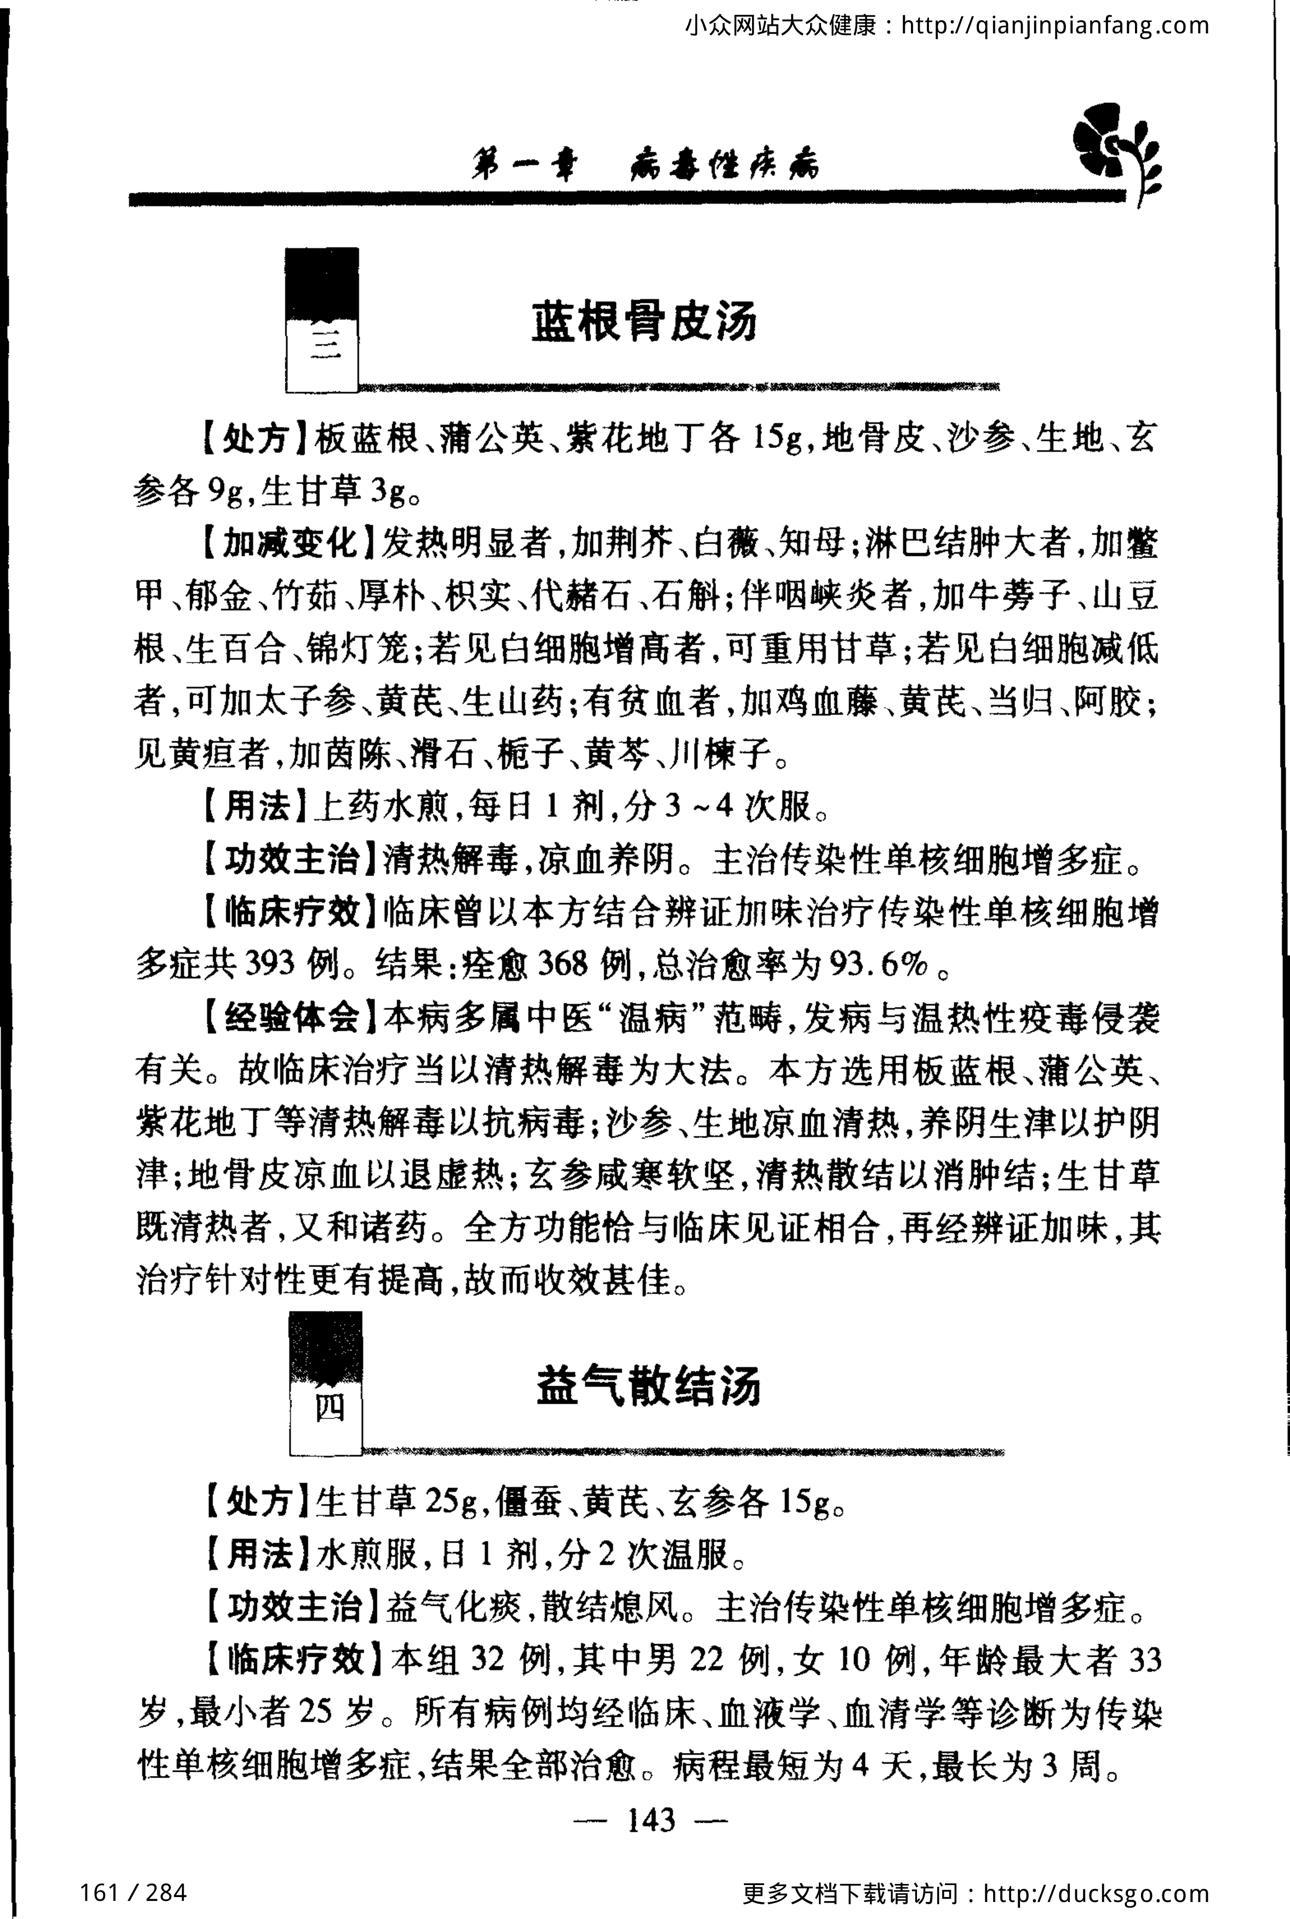 小众网站大众健康：http://qianjinpianfang.com
第一章 病毒性疾病
三
蓝根骨皮汤
【处方】板蓝根、蒲公英、紫花地丁各 15g,地骨皮、沙参、生地、玄
参各 9g,生甘草 3g。
【加减变化】发热明显者,加荆芥、白薇、知母;淋巴结肿大者,加鳖
甲、郁金、竹茹、厚朴、枳实、代赭石、石斛;伴咽峡炎者,加牛蒡子、山豆
根、生百合、锦灯笼;若见白细胞增高者,可重用甘草;若见白细胞减低
者,可加太子参、黄芪、生山药;有贫血者,加鸡血藤、黄芪、当归、阿胶;
见黄疸者,加茵陈、滑石、栀子、黄芩、川楝子。
【用法】上药水煎,每日 1 剂,分 3 ~ 4 次服。
【功效主治】清热解毒,凉血养阴。主治传染性单核细胞增多症。
【临床疗效】临床曾以本方结合辨证加味治疗传染性单核细胞增
多症共 393 例。结果:痊愈 368 例,总治愈率为 93.6%。
【经验体会】本病多属中医“温病”范畴,发病与温热性疫毒侵袭
有关。故临床治疗当以清热解毒为大法。本方选用板蓝根、蒲公英、
紫花地丁等清热解毒以抗病毒;沙参、生地凉血清热,养阴生津以护阴
津;地骨皮凉血以退虚热;玄参咸寒软坚,清热散结以消肿结;生甘草
既清热者,又和诸药。全方功能恰与临床见证相合,再经辨证加味,其
治疗针对性更有提高,故而收效甚佳。
四
益气散结汤
【处方】生甘草 25g,僵蚕、黄芪、玄参各 15g。
【用法】水煎服,日 1 剂,分 2 次温服。
【功效主治】益气化痰,散结熄风。主治传染性单核细胞增多症。
【临床疗效】本组 32 例,其中男 22 例,女 10 例,年龄最大者 33
岁,最小者 25 岁。所有病例均经临床、血液学、血清学等诊断为传染
性单核细胞增多症,结果全部治愈。病程最短为 4 天,最长为 3 周。
— 143 —
161 / 284
更多文档下载请访问：http://ducksgo.com